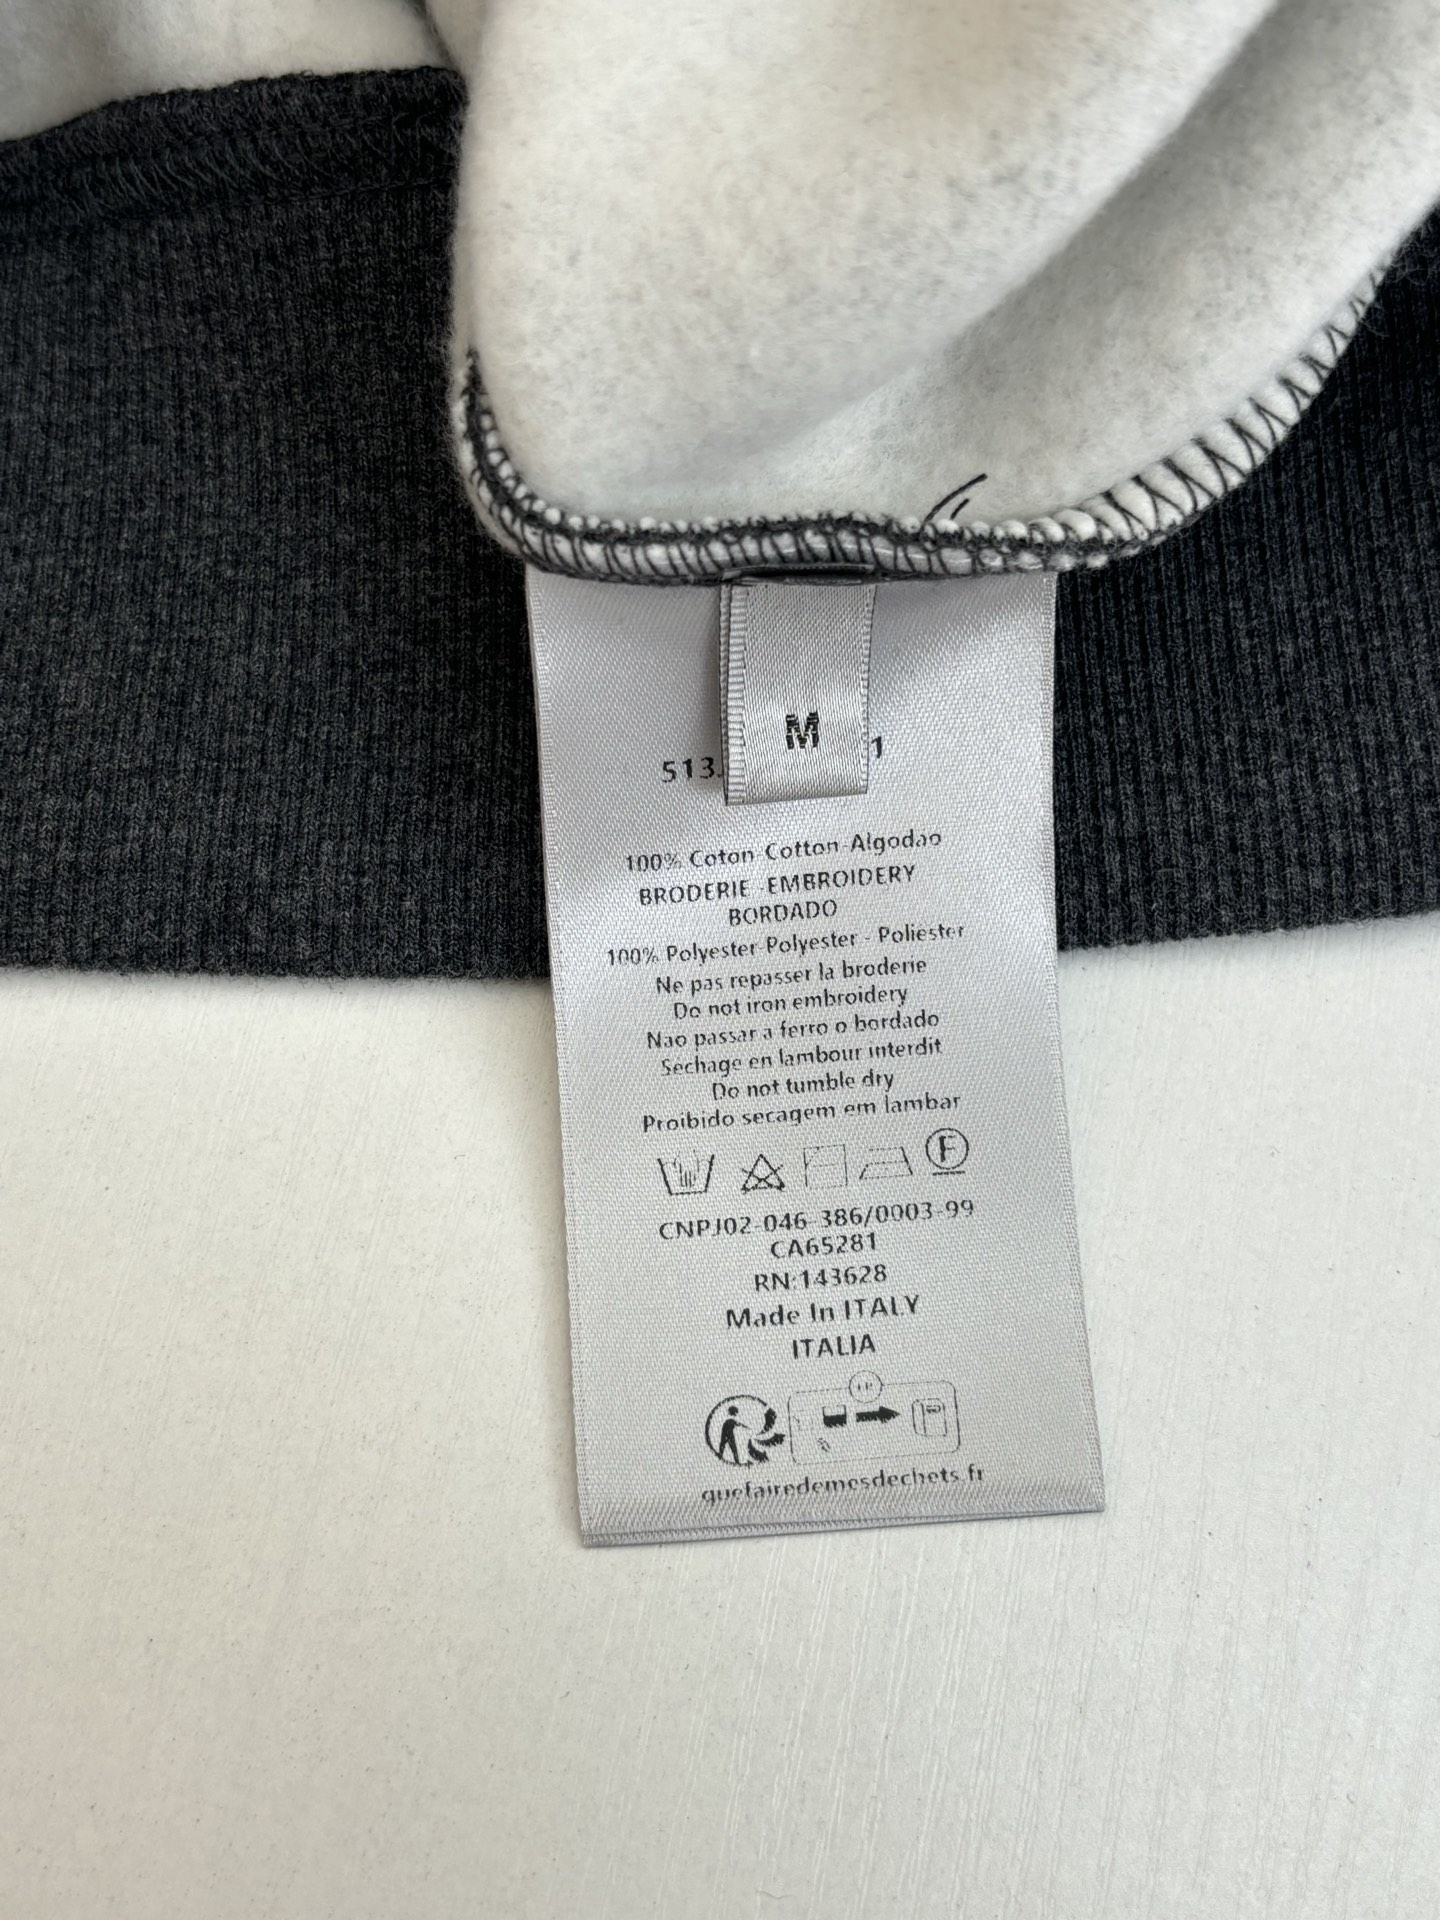 M
513 1
100% Coton-Cotton-Algodao
BRODERIE -EMBROIDERY
BORDADO
100% Polyester-Polyester - Poliester
Ne pas repasser la broderie
Do not iron embroidery
Nao passar a ferro o bordado
Sechage en lambour interdit
Do not tumble dry
Proibido secagem em lambar
F
CNPJ02-046-386/0003-99
CA65281
RN:143628
Made In ITALY
ITALIA
quefairedemesdechets.fr